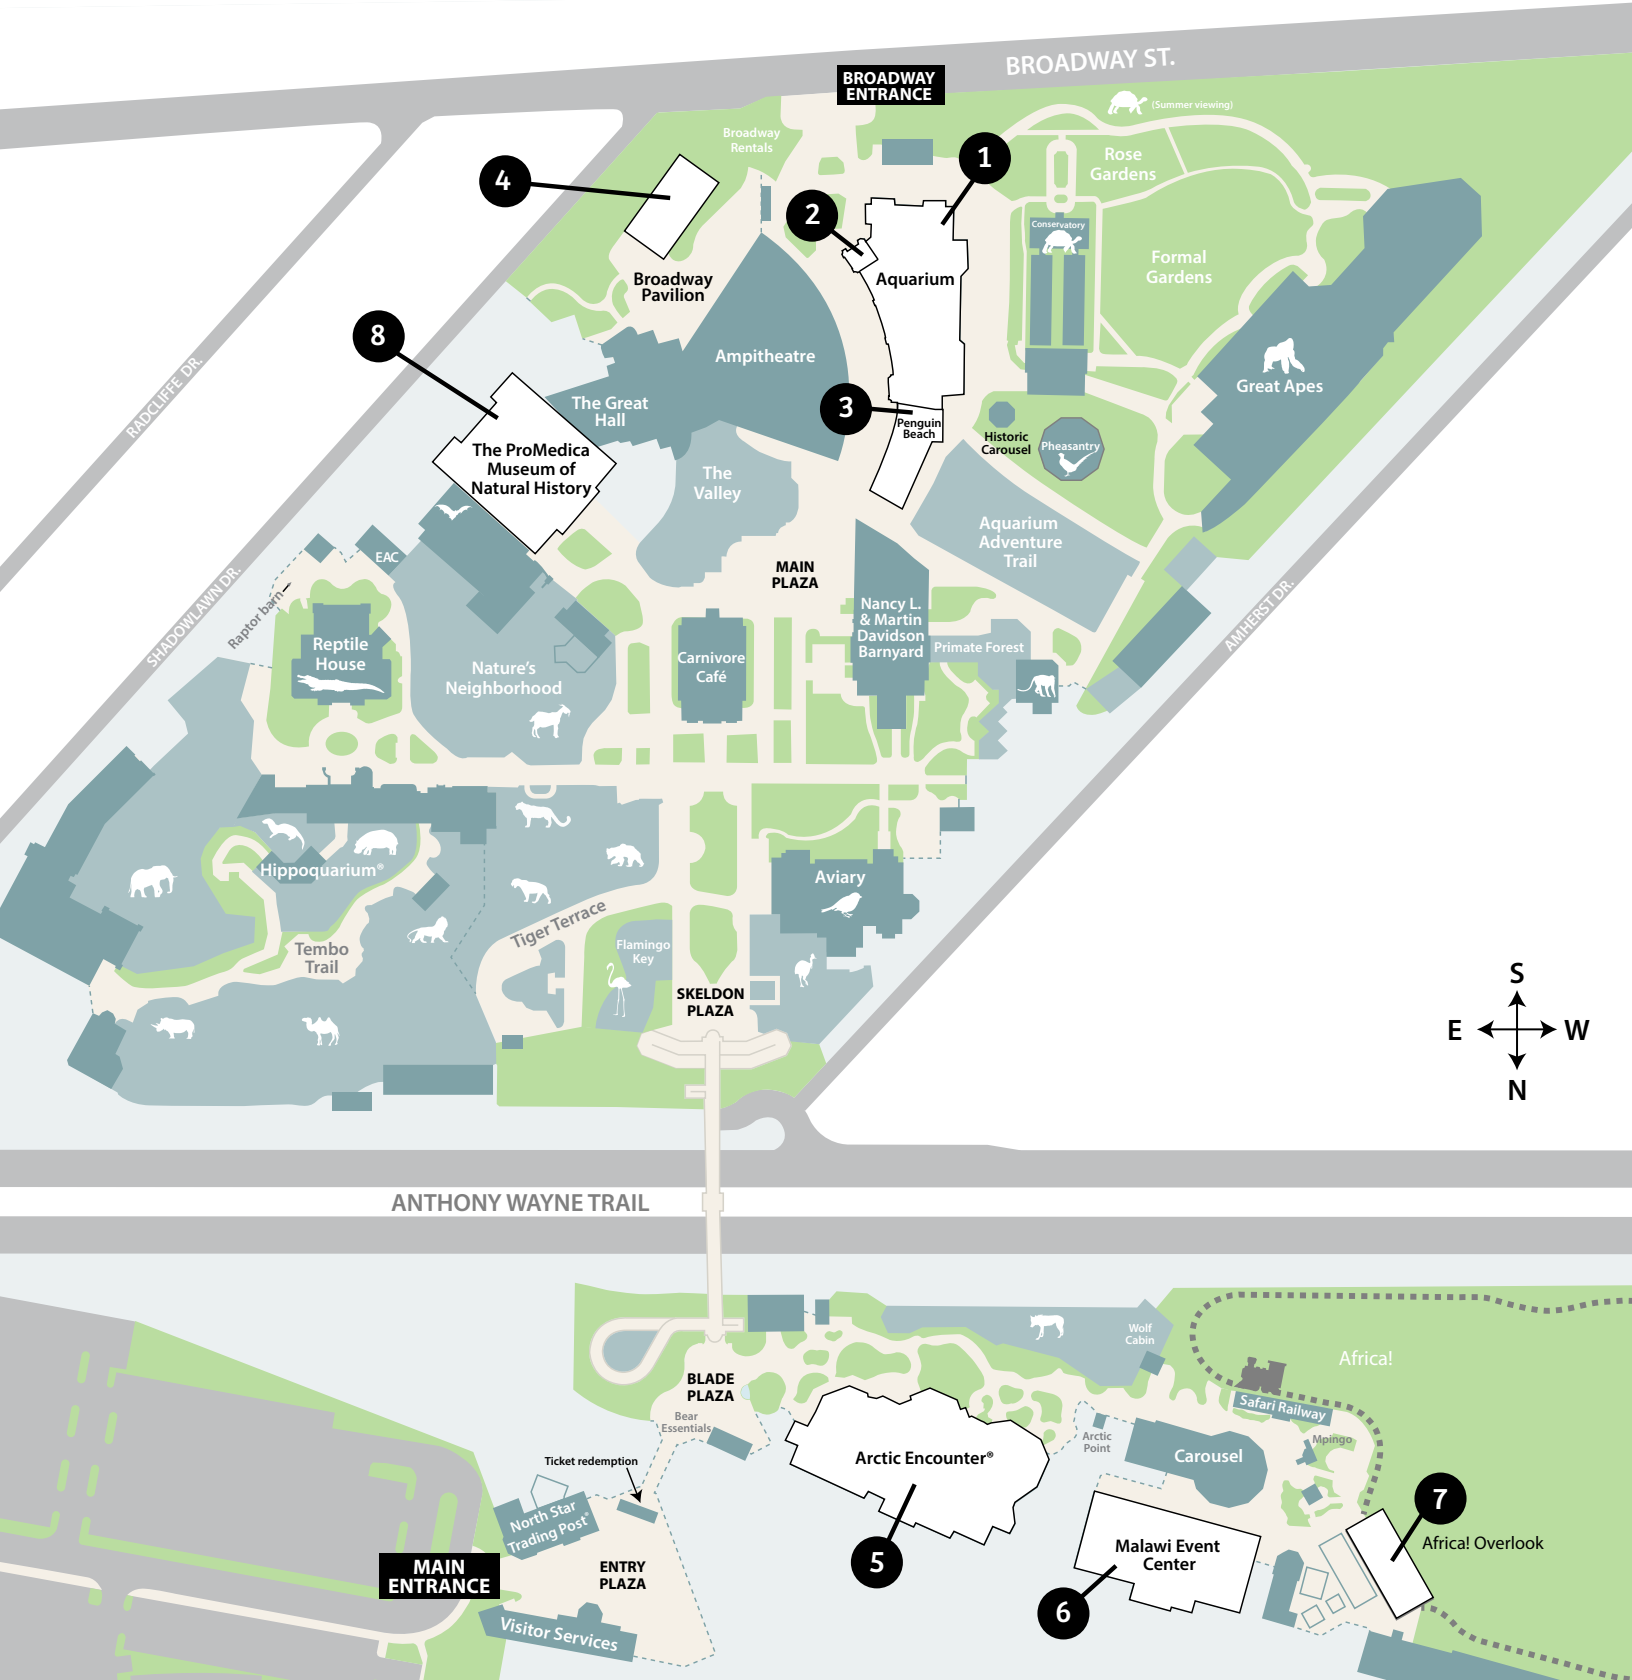 BROADWAY ST.
BROADWAY
ENTRANCE
(Summer viewing)
Broadway
Rentals
1
Rose
Gardens
4
2
Conservatory
Aquarium
Formal
Gardens
Broadway
Pavilion
8
Ampitheatre
Great Apes
RADCLIFFE DR.
The Great
Hall
3
Penguin
Beach
Historic
Carousel
Pheasantry
The ProMedica
Museum of
Natural History
The
Valley
Aquarium
Adventure
Trail
EAC
MAIN
PLAZA
SHADOWLAWN DR.
Raptor barn
AMHERST DR.
Nancy L.
& Martin
Davidson
Barnyard
Primate Forest
Reptile
House
Nature's
Neighborhood
Carnivore
Café
Hippoquarium®
Aviary
Tiger Terrace
Tembo
Trail
Flamingo
Key
SKELDON
PLAZA
S
E
W
N
ANTHONY WAYNE TRAIL
Wolf
Cabin
Africa!
BLADE
PLAZA
Safari Railway
Bear
Essentials
Arctic
Point
Mpingo
Arctic Encounter®
Carousel
Ticket redemption
7
North Star
Trading Post®
Africa! Overlook
Malawi Event
Center
5
MAIN
ENTRANCE
ENTRY
PLAZA
6
Visitor Services